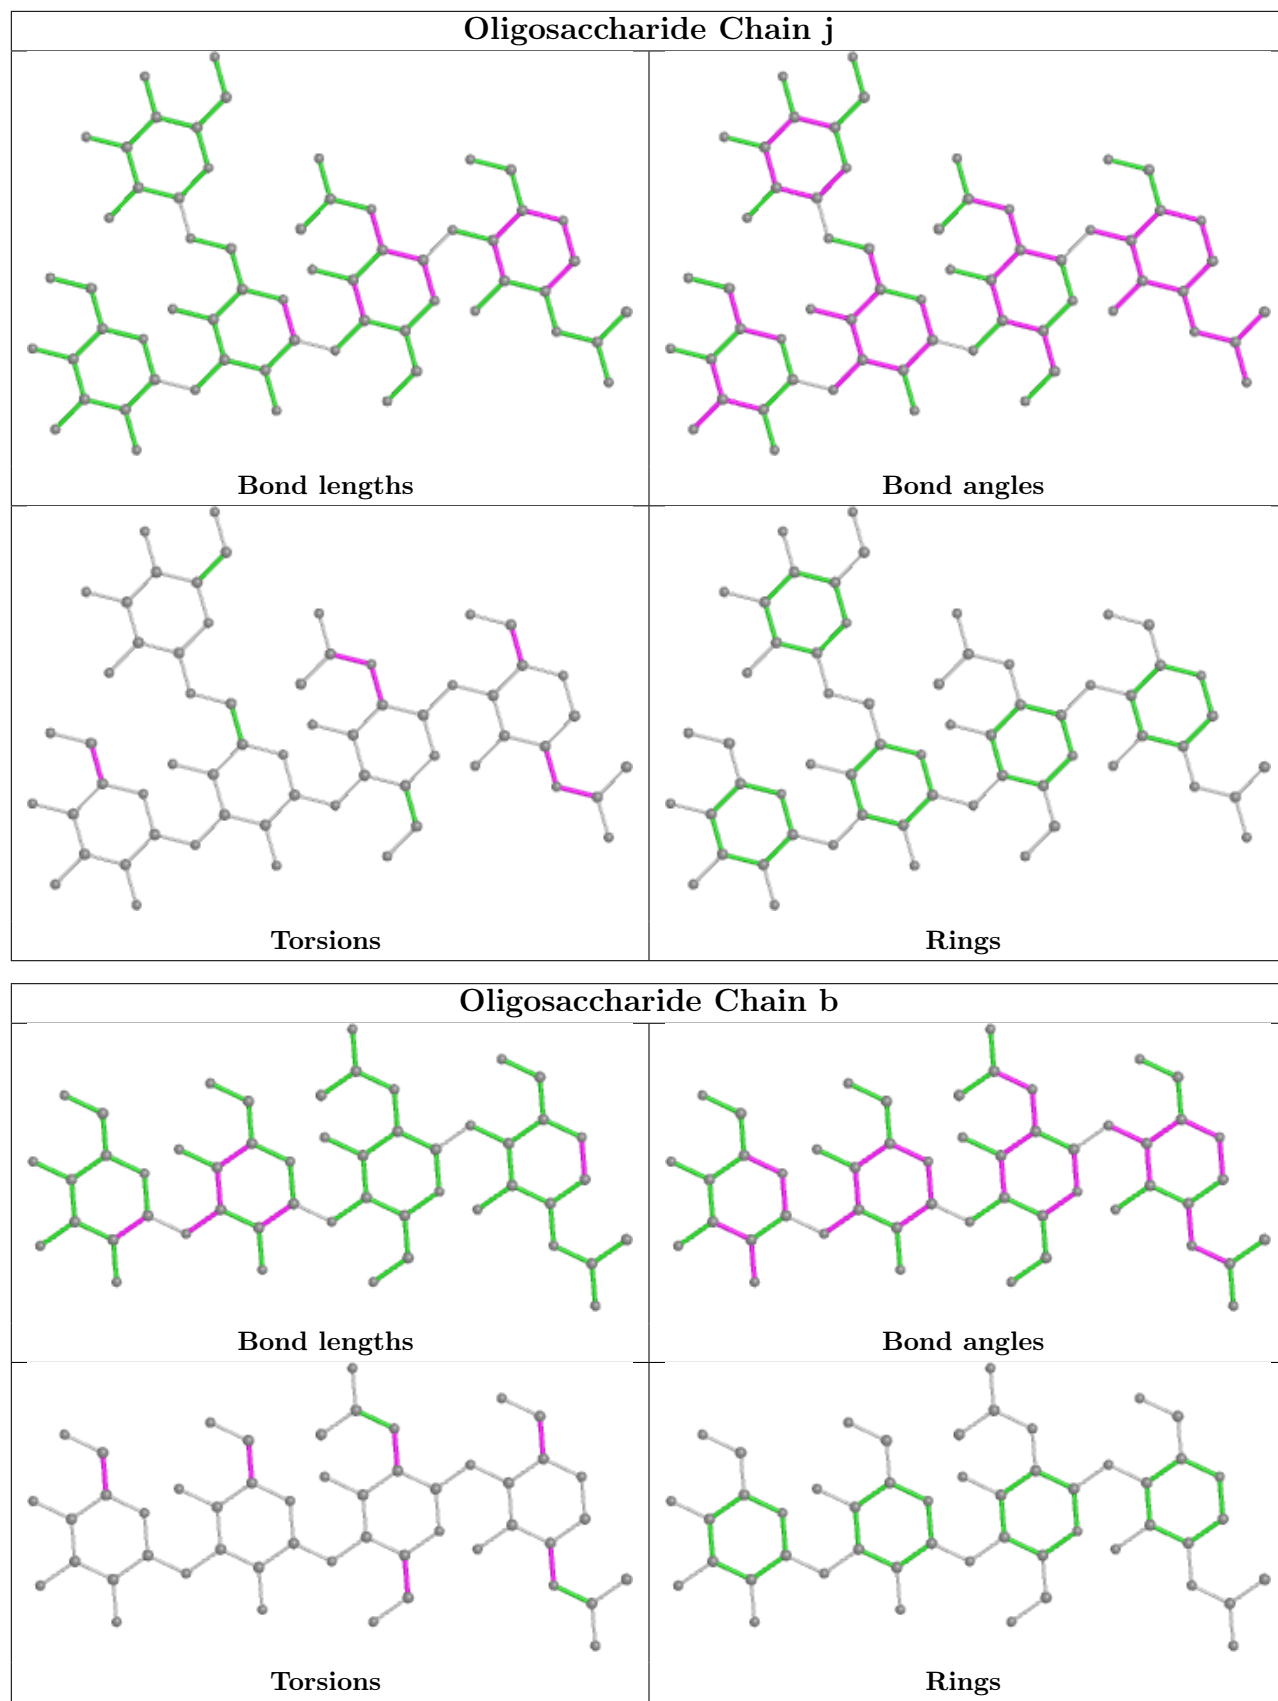 Oligosaccharide Chain j
Bond lengths
Bond angles
Torsions
Rings
Oligosaccharide Chain b
Bond lengths
Bond angles
Torsions
Rings